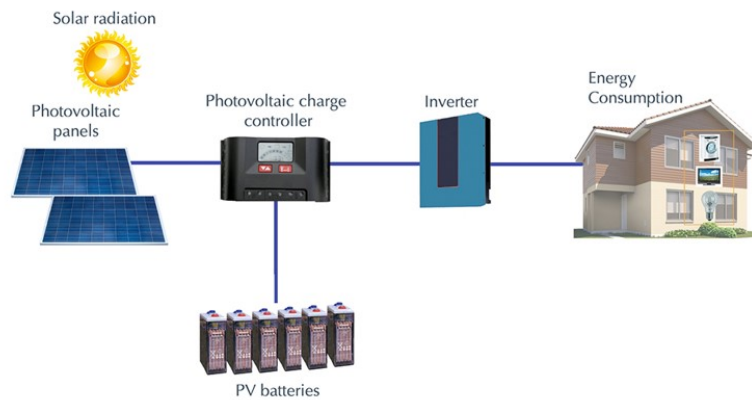 Solar radiation
Photovoltaic
panels
Photovoltaic charge
controller
Inverter
Energy
Consumption
PV batteries